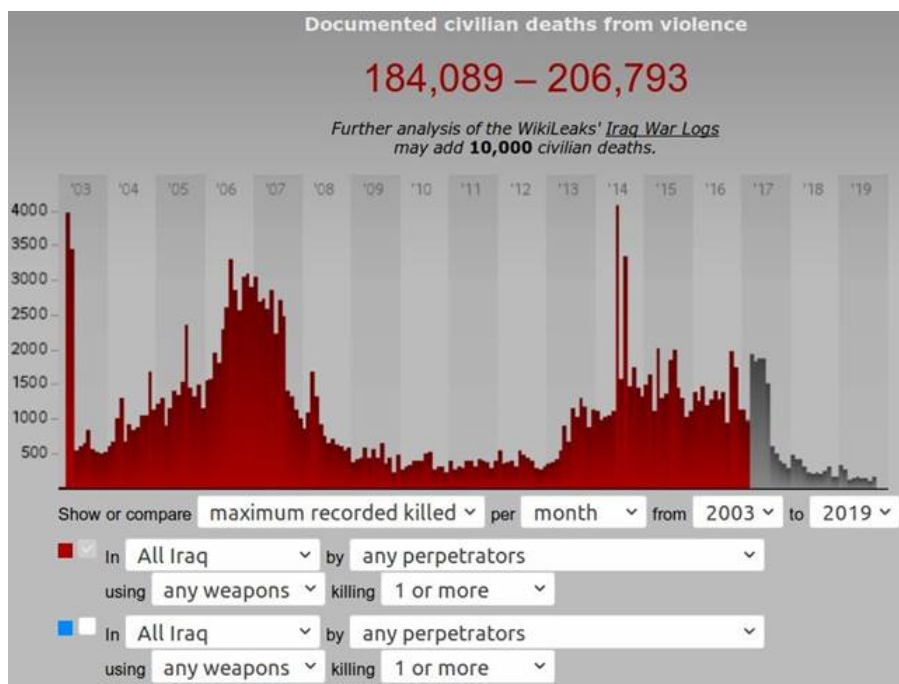 Documented civilian deaths from violence
184,089 – 206,793
Further analysis of the WikiLeaks' Iraq War Logs
may add 10,000 civilian deaths.
'03 '04 '05 '06 '07 '08 '09 '10 '11 '12 '13 '14 '15 '16 '17 '18 '19
4000
3500
3000
2500
2000
1500
1000
500
Show or compare maximum recorded killed per month from 2003 to 2019
In All Iraq by any perpetrators
using any weapons killing 1 or more
In All Iraq by any perpetrators
using any weapons killing 1 or more